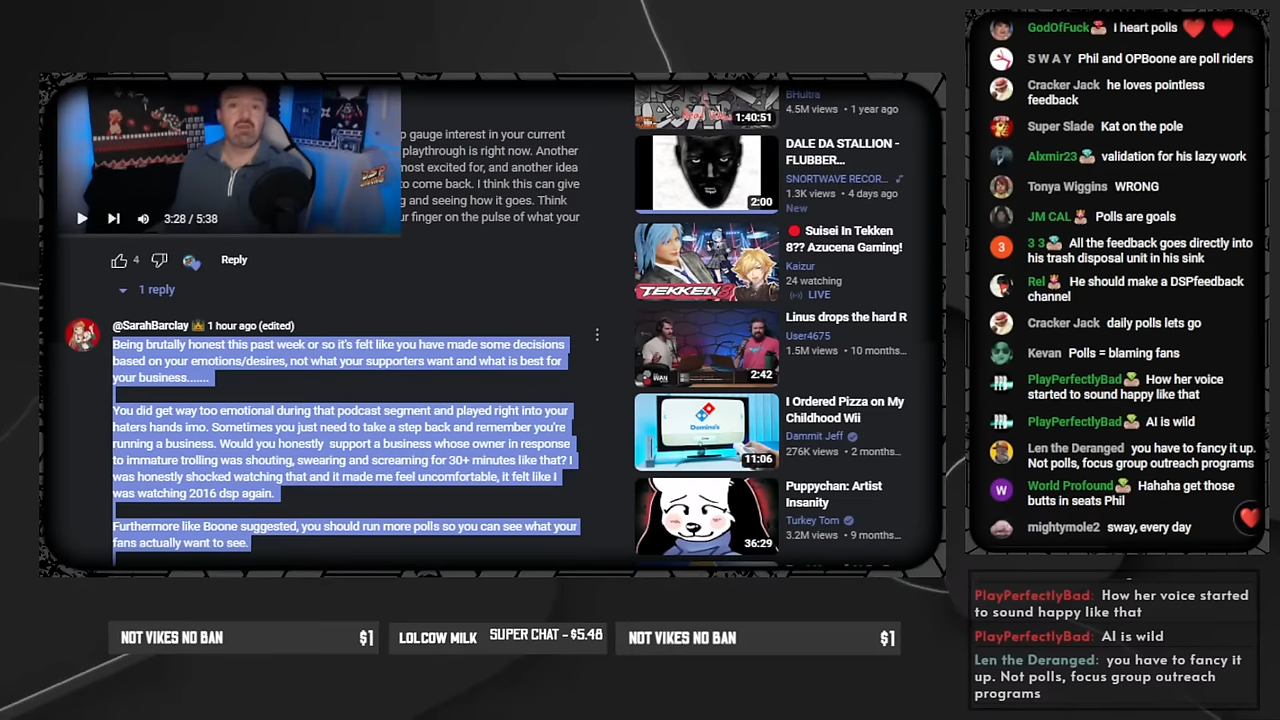 o gauge interest in your current
playthrough is right now. Another
nost excited for, and another idea
to come back. I think this can give
g and seeing how it goes. Think
ur finger on the pulse of what your
DSP
GAMING
3:28 / 5:38
4
Reply
1 reply
@SarahBarclay 1 hour ago (edited)
Being brutally honest this past week or so it's felt like you have made some decisions
based on your emotions/desires, not what your supporters want and what is best for
your business.......
You did get way too emotional during that podcast segment and played right into your
haters hands imo. Sometimes you just need to take a step back and remember you're
running a business. Would you honestly support a business whose owner in response
to immature trolling was shouting, swearing and screaming for 30+ minutes like that? I
was honestly shocked watching that and it made me feel uncomfortable, it felt like I
was watching 2016 dsp again.
Furthermore like Boone suggested, you should run more polls so you can see what your
fans actually want to see.
BHultra
4.5M views • 1 year ago
1:40:51
DALE DA STALLION -
FLUBBER...
SNORTWAVE RECOR...
1.3K views • 4 days ago
New
2:00
Suisei In Tekken
8?? Azucena Gaming!
Kaizur
24 watching
LIVE
TEKKEN 8
Linus drops the hard R
User4675
1.5M views • 10 months...
2:42
I Ordered Pizza on My
Childhood Wii
Dammit Jeff
276K views • 2 months...
Domino's
11:06
Puppychan: Artist
Insanity
Turkey Tom
3.2M views • 9 months...
36:29
GodOfFuck I heart polls
S W A Y Phil and OPBoone are poll riders
Cracker Jack he loves pointless
feedback
Super Slade Kat on the pole
Alxmir23 validation for his lazy work
Tonya Wiggins WRONG
JM CAL Polls are goals
3 3 All the feedback goes directly into
his trash disposal unit in his sink
Rel He should make a DSPfeedback
channel
Cracker Jack daily polls lets go
Kevan Polls = blaming fans
PlayPerfectlyBad How her voice
started to sound happy like that
PlayPerfectlyBad AI is wild
Len the Deranged you have to fancy it up.
Not polls, focus group outreach programs
World Profound Hahaha get those
butts in seats Phil
mightymole2 sway, every day
PlayPerfectlyBad: How her voice started
to sound happy like that
PlayPerfectlyBad: AI is wild
Len the Deranged: you have to fancy it
up. Not polls, focus group outreach
programs
NOT VIKES NO BAN $1
LOLCOW MILK SUPER CHAT - $5.48
NOT VIKES NO BAN $1